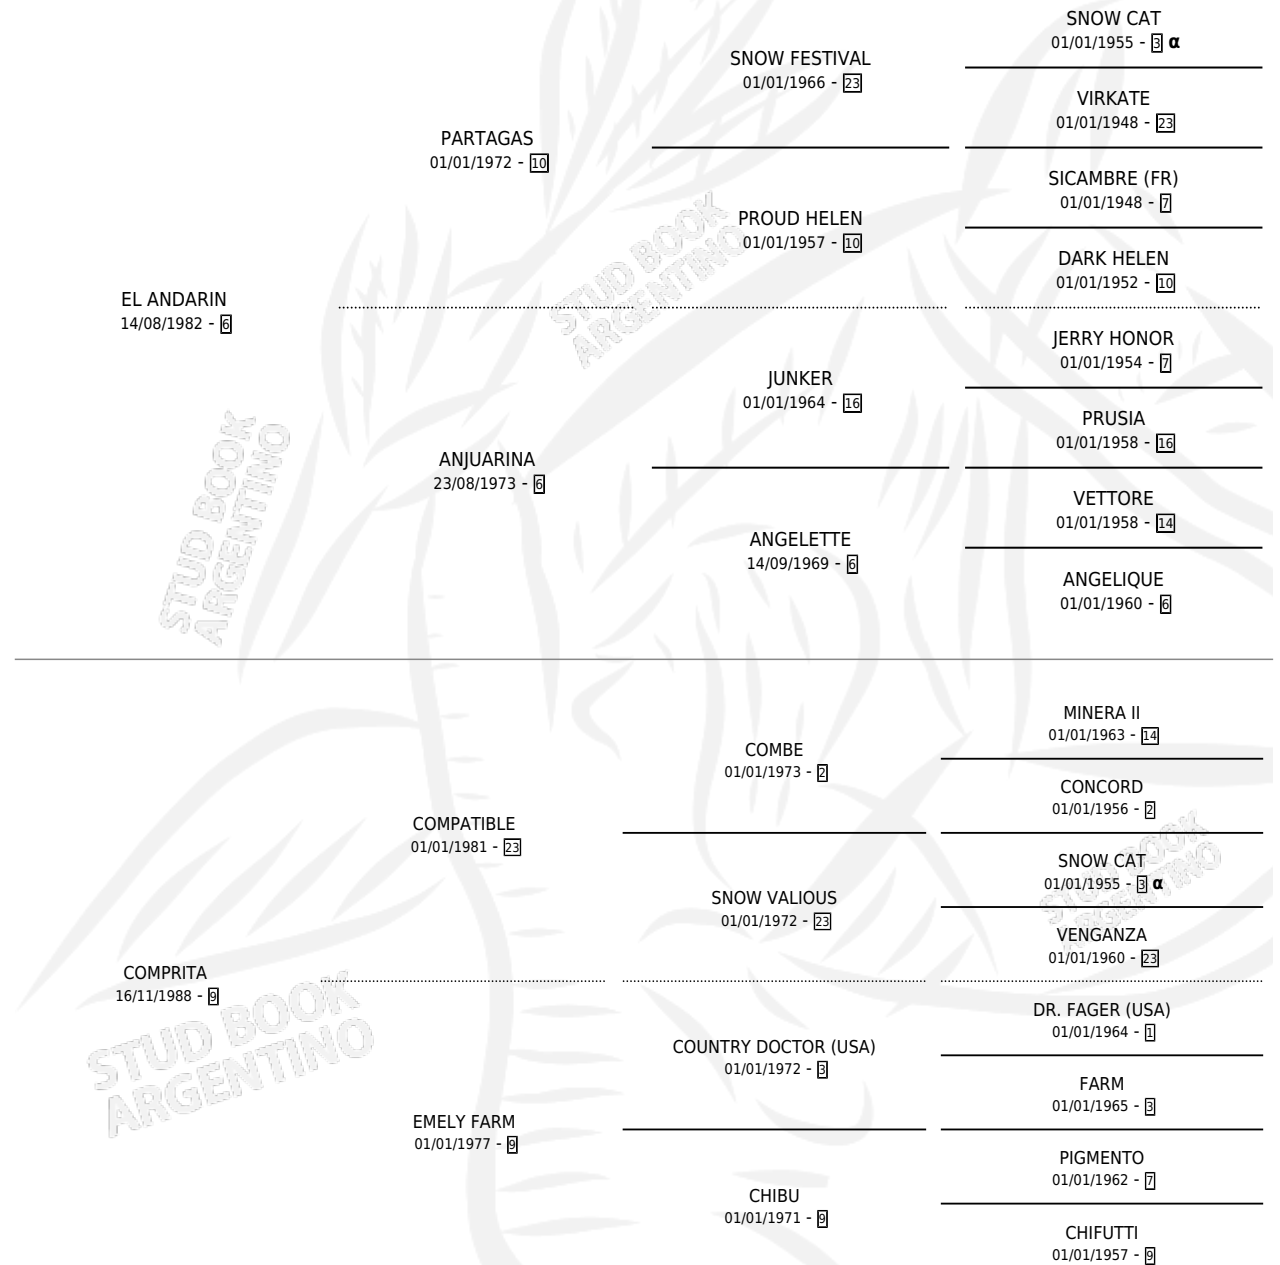 SNOW CAT
01/01/1955 - 3 α
SNOW FESTIVAL
01/01/1966 - 23
VIRKATE
01/01/1948 - 23
PARTAGAS
01/01/1972 - 10
SICAMBRE (FR)
01/01/1948 - 7
PROUD HELEN
01/01/1957 - 10
DARK HELEN
01/01/1952 - 10
EL ANDARIN
14/08/1982 - 6
JERRY HONOR
01/01/1954 - 7
JUNKER
01/01/1964 - 16
PRUSIA
01/01/1958 - 16
ANJUARINA
23/08/1973 - 6
VETTORE
01/01/1958 - 14
ANGELETTE
14/09/1969 - 6
ANGELIQUE
01/01/1960 - 6
MINERA II
01/01/1963 - 14
COMBE
01/01/1973 - 2
CONCORD
01/01/1956 - 2
COMPATIBLE
01/01/1981 - 23
SNOW CAT
01/01/1955 - 3 α
SNOW VALIOUS
01/01/1972 - 23
VENGANZA
01/01/1960 - 23
COMPRITA
16/11/1988 - 9
DR. FAGER (USA)
01/01/1964 - 1
COUNTRY DOCTOR (USA)
01/01/1972 - 3
FARM
01/01/1965 - 3
EMELY FARM
01/01/1977 - 9
PIGMENTO
01/01/1962 - 7
CHIBU
01/01/1971 - 9
CHIFUTTI
01/01/1957 - 9
STUD BOOK
ARGENTINO
STUD BOOK
ARGENTINO
STUD BOOK
ARGENTINO
STUD BOOK
ARGENTINO